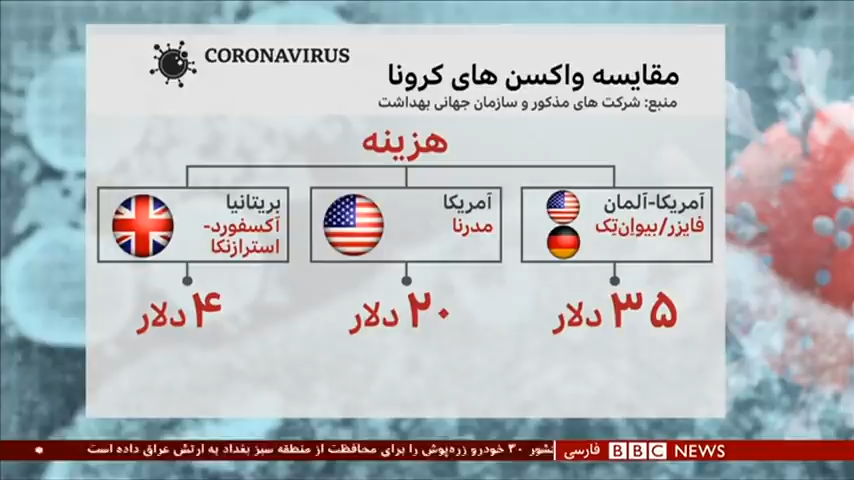 CORONAVIRUS
مقایسه واکسن های کرونا
منبع: شرکت های مذکور و سازمان جهانی بهداشت
هزینه
آمریکا-آلمان
فایزر/بیوان‌تِک
۳۵ دلار
آمریکا
مدرنا
۲۰ دلار
بریتانیا
آکسفورد-
استرازنکا
۴ دلار
BBC NEWS فارسی
کشور ۳۰ خودرو زره‌پوش را برای محافظت از منطقه سبز بغداد به ارتش عراق داده است